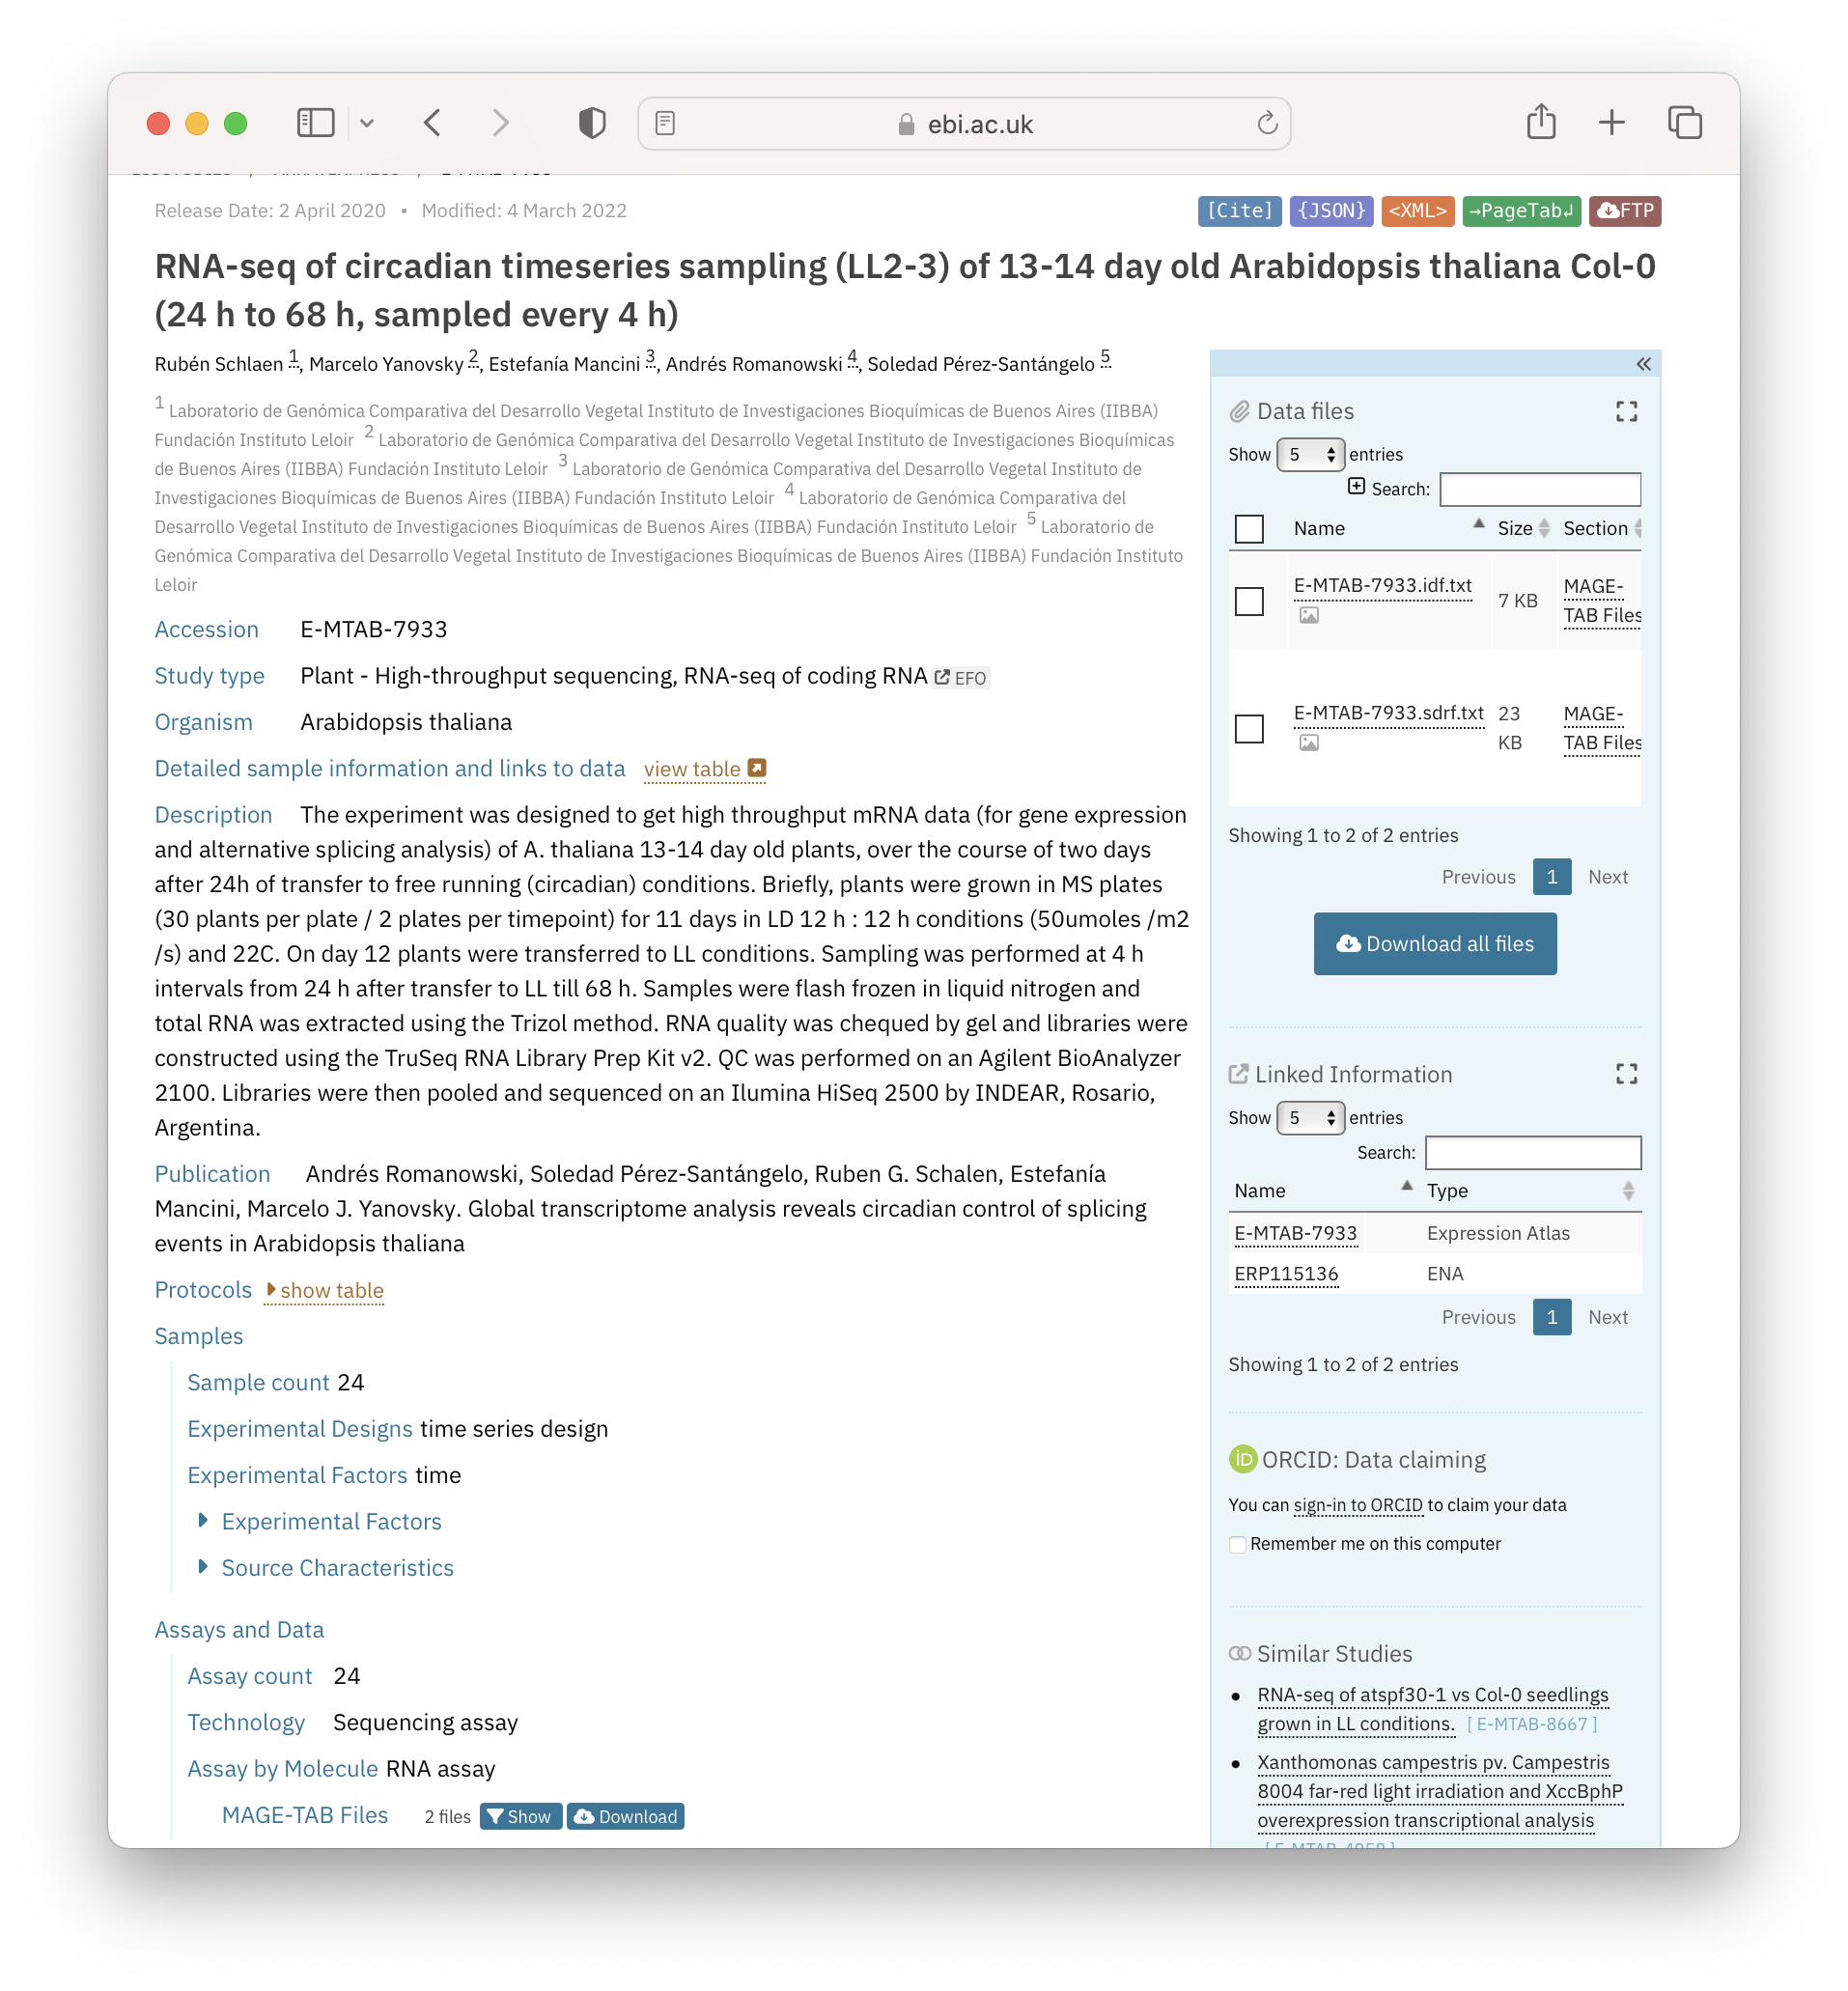 ebi.ac.uk
Release Date: 2 April 2020 ▪ Modified: 4 March 2022
[Cite] {JSON} <XML> →PageTab↲ FTP
RNA-seq of circadian timeseries sampling (LL2-3) of 13-14 day old Arabidopsis thaliana Col-0
(24 h to 68 h, sampled every 4 h)
Rubén Schlaen 1, Marcelo Yanovsky 2, Estefanía Mancini 3, Andrés Romanowski 4, Soledad Pérez-Santángelo 5
1 Laboratorio de Genómica Comparativa del Desarrollo Vegetal Instituto de Investigaciones Bioquímicas de Buenos Aires (IIBBA)
Fundación Instituto Leloir 2 Laboratorio de Genómica Comparativa del Desarrollo Vegetal Instituto de Investigaciones Bioquímicas
de Buenos Aires (IIBBA) Fundación Instituto Leloir 3 Laboratorio de Genómica Comparativa del Desarrollo Vegetal Instituto de
Investigaciones Bioquímicas de Buenos Aires (IIBBA) Fundación Instituto Leloir 4 Laboratorio de Genómica Comparativa del
Desarrollo Vegetal Instituto de Investigaciones Bioquímicas de Buenos Aires (IIBBA) Fundación Instituto Leloir 5 Laboratorio de
Genómica Comparativa del Desarrollo Vegetal Instituto de Investigaciones Bioquímicas de Buenos Aires (IIBBA) Fundación Instituto
Leloir
Accession E-MTAB-7933
Study type Plant - High-throughput sequencing, RNA-seq of coding RNA EFO
Organism Arabidopsis thaliana
Detailed sample information and links to data view table
Description The experiment was designed to get high throughput mRNA data (for gene expression
and alternative splicing analysis) of A. thaliana 13-14 day old plants, over the course of two days
after 24h of transfer to free running (circadian) conditions. Briefly, plants were grown in MS plates
(30 plants per plate / 2 plates per timepoint) for 11 days in LD 12 h : 12 h conditions (50umoles /m2
/s) and 22C. On day 12 plants were transferred to LL conditions. Sampling was performed at 4 h
intervals from 24 h after transfer to LL till 68 h. Samples were flash frozen in liquid nitrogen and
total RNA was extracted using the Trizol method. RNA quality was chequed by gel and libraries were
constructed using the TruSeq RNA Library Prep Kit v2. QC was performed on an Agilent BioAnalyzer
2100. Libraries were then pooled and sequenced on an Ilumina HiSeq 2500 by INDEAR, Rosario,
Argentina.
Publication Andrés Romanowski, Soledad Pérez-Santángelo, Ruben G. Schalen, Estefanía
Mancini, Marcelo J. Yanovsky. Global transcriptome analysis reveals circadian control of splicing
events in Arabidopsis thaliana
Protocols show table
Samples
Sample count 24
Experimental Designs time series design
Experimental Factors time
Experimental Factors
Source Characteristics
Assays and Data
Assay count 24
Technology Sequencing assay
Assay by Molecule RNA assay
MAGE-TAB Files 2 files Show Download
Data files
Show 5 entries
Search:
Name Size Section
E-MTAB-7933.idf.txt 7 KB MAGE-
TAB Files
E-MTAB-7933.sdrf.txt 23 MAGE-
KB TAB Files
Showing 1 to 2 of 2 entries
Previous 1 Next
Download all files
Linked Information
Show 5 entries
Search:
Name Type
E-MTAB-7933 Expression Atlas
ERP115136 ENA
Previous 1 Next
Showing 1 to 2 of 2 entries
iD ORCID: Data claiming
You can sign-in to ORCID to claim your data
Remember me on this computer
Similar Studies
• RNA-seq of atspf30-1 vs Col-0 seedlings
grown in LL conditions. [ E-MTAB-8667 ]
• Xanthomonas campestris pv. Campestris
8004 far-red light irradiation and XccBphP
overexpression transcriptional analysis